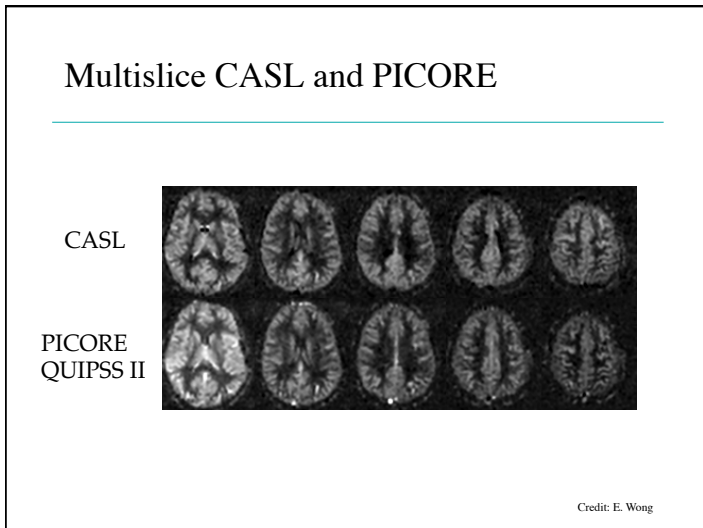 Multislice CASL and PICORE
CASL
PICORE
QUIPSS II
Credit: E. Wong